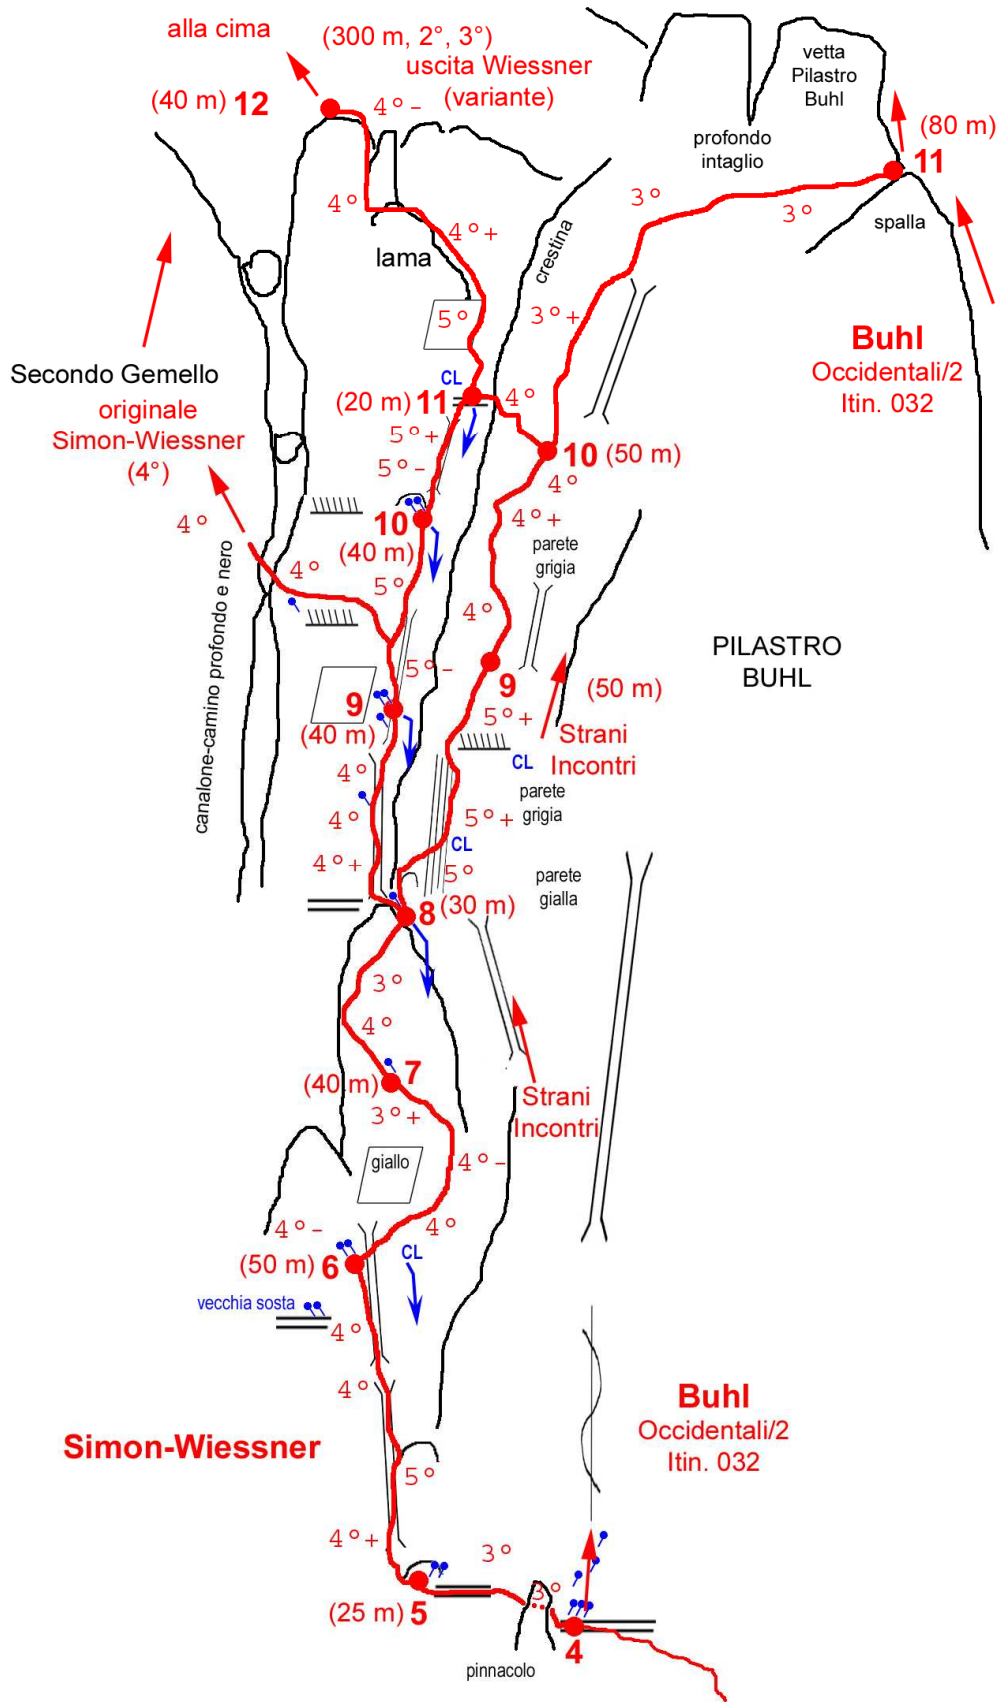 alla cima
(300 m, 2°, 3°)
uscita Wiessner
(variante)
(40 m) 12
4°-
vetta
Pilastro
Buhl
(80 m)
profondo
intaglio
11
4°
3°
3°
spalla
4°+
lama
crestina
5°
3°+
Buhl
Occidentali/2
Itin. 032
Secondo Gemello
originale
Simon-Wiessner
(4°)
CL
(20 m) 11
4°
5°+
5°-
10 (50 m)
4°
4°
10
(40 m)
4°+
parete
grigia
canalone-camino profondo e nero
4°
5°
4°
PILASTRO
BUHL
5°-
9
(40 m)
9
(50 m)
5°+
Strani
Incontri
CL
4°
parete
grigia
4°
5°+
CL
4°+
5°
parete
gialla
8 (30 m)
3°
4°
(40 m) 7
3°+
Strani
Incontri
giallo
4°-
4°-
4°
CL
(50 m) 6
vecchia sosta
4°
4°
Buhl
Occidentali/2
Itin. 032
Simon-Wiessner
5°
4°+
3°
3°
(25 m) 5
4
pinnacolo